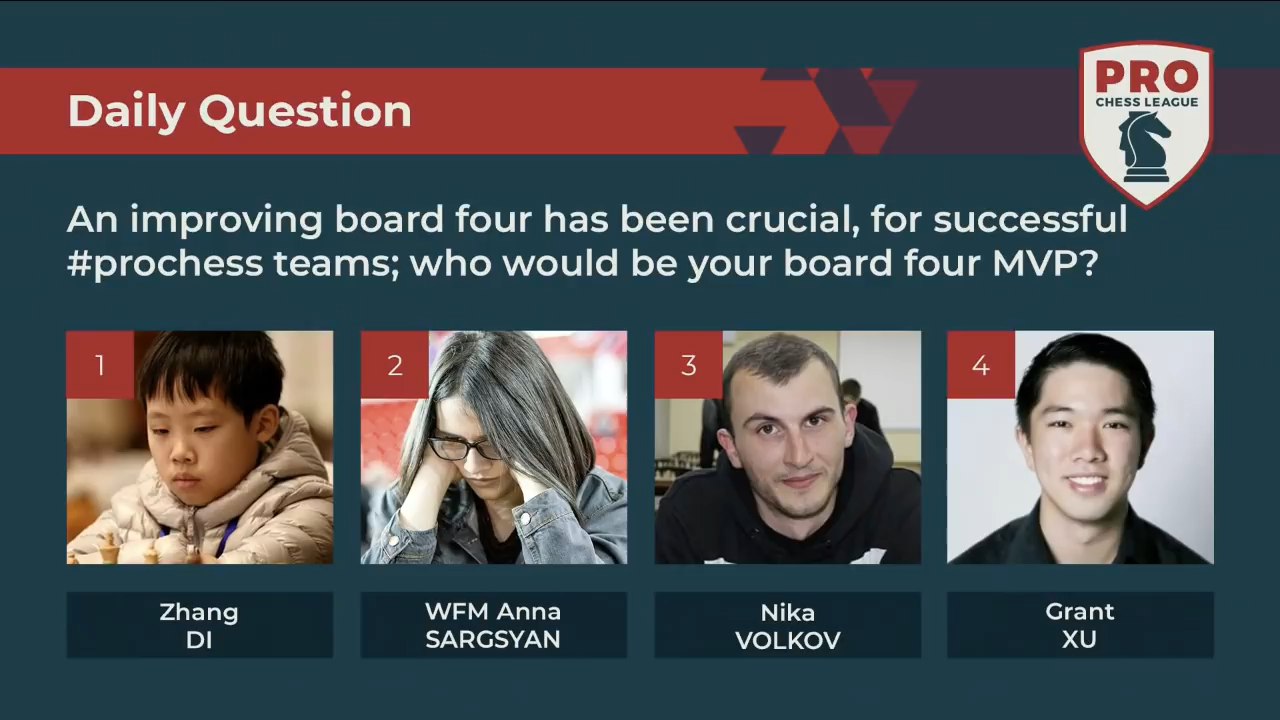 Daily Question
PRO
CHESS LEAGUE
An improving board four has been crucial, for successful
#prochess teams; who would be your board four MVP?
1
2
3
4
Zhang
DI
WFM Anna
SARGSYAN
Nika
VOLKOV
Grant
XU